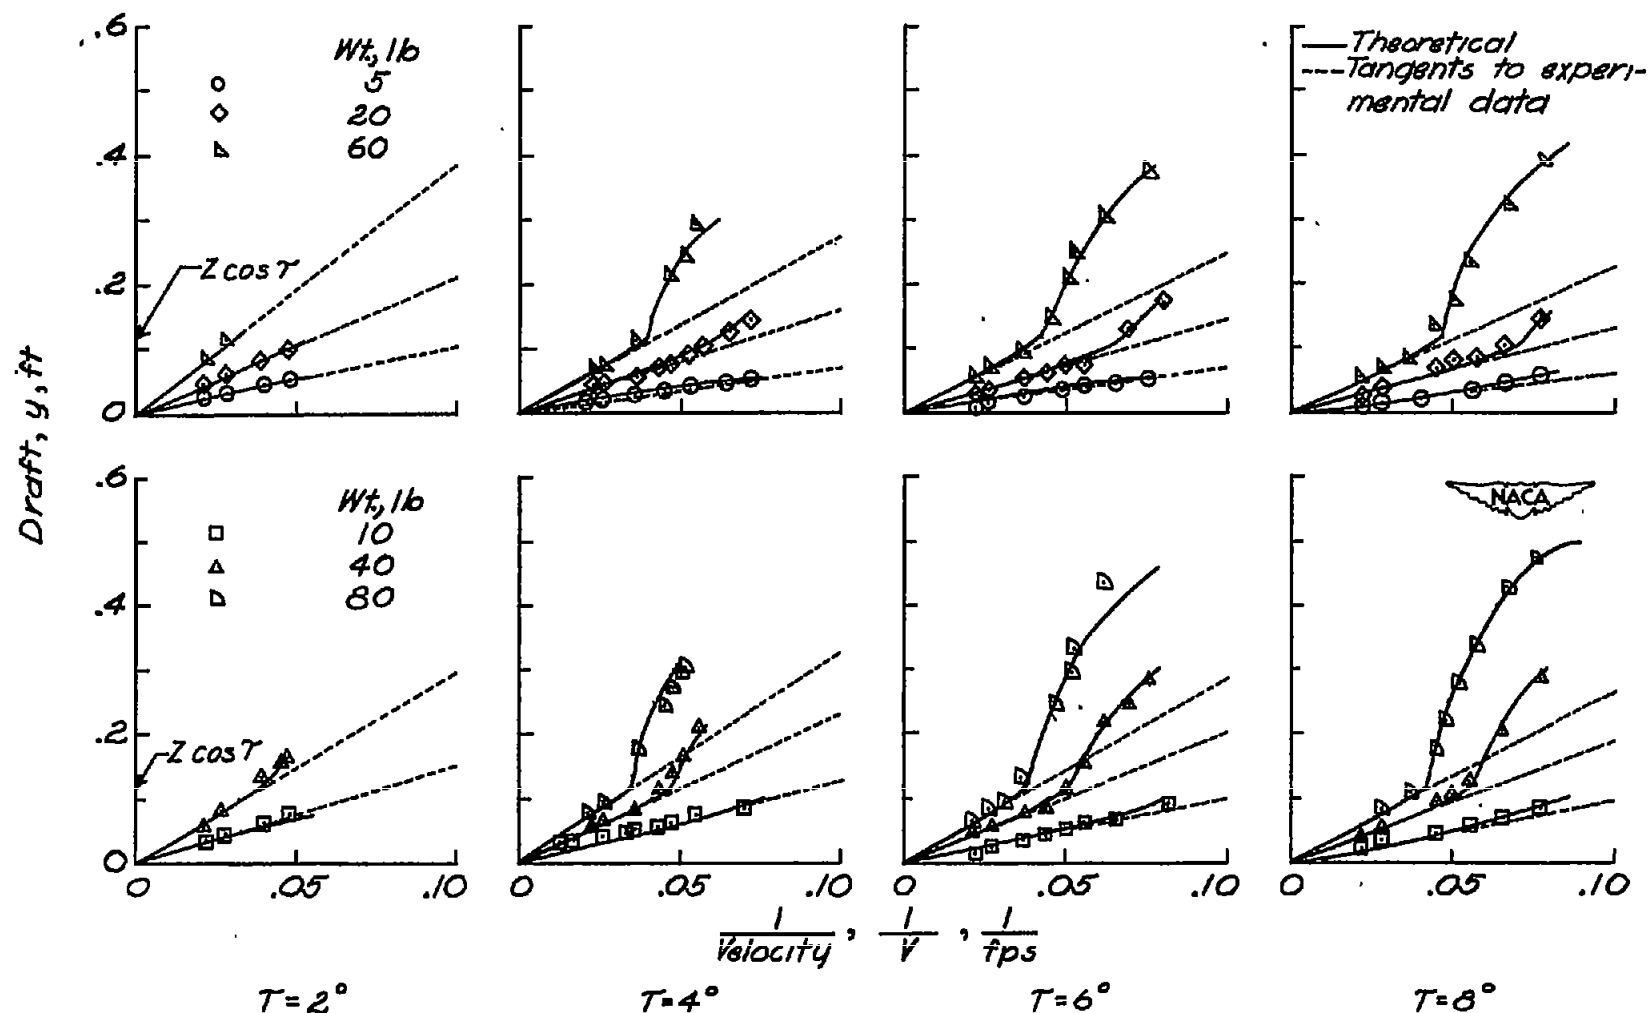 .6
.4
.2
0
Wt., lb
5
20
60
Z cos τ
Theoretical
Tangents to experi-
mental data
Draft, y, ft
.6
.4
.2
0
Wt., lb
10
40
80
Z cos τ
NACA
0 .05 .10
0 .05 .10
0 .05 .10
0 .05 .10
1/Velocity, 1/V, 1/fps
τ = 2°
τ = 4°
τ = 6°
τ = 8°